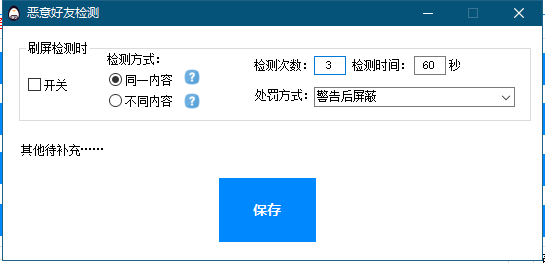 恶意好友检测
刷屏检测时
开关
检测方式：
同一内容
不同内容
检测次数： 3 检测时间： 60 秒
处罚方式： 警告后屏蔽
其他待补充……
保存